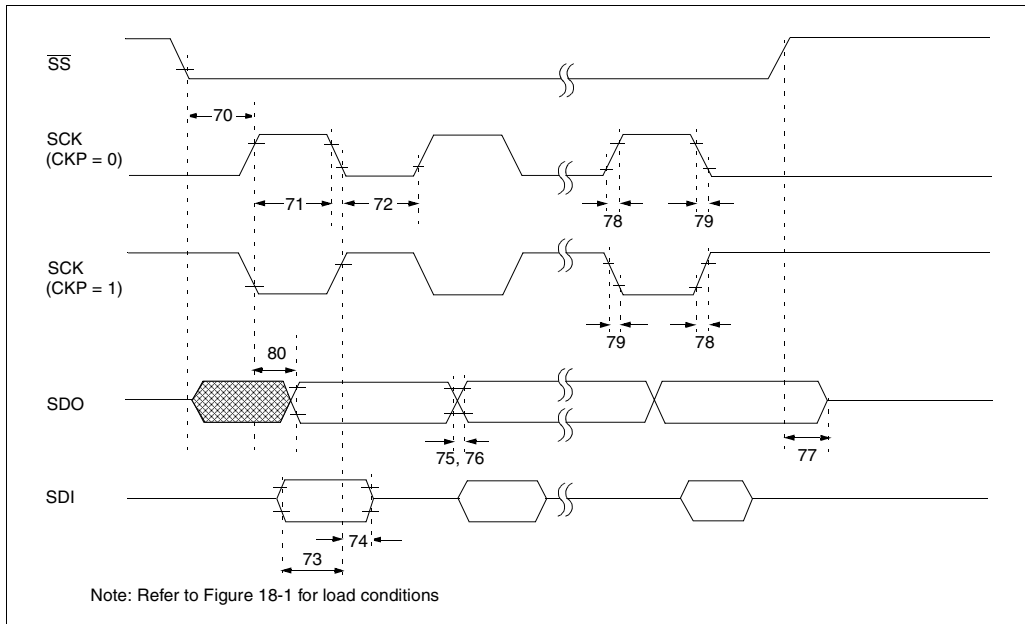 SS
70
SCK
(CKP = 0)
71
72
78
79
SCK
(CKP = 1)
79
78
80
SDO
75, 76
77
SDI
74
73
Note: Refer to Figure 18-1 for load conditions